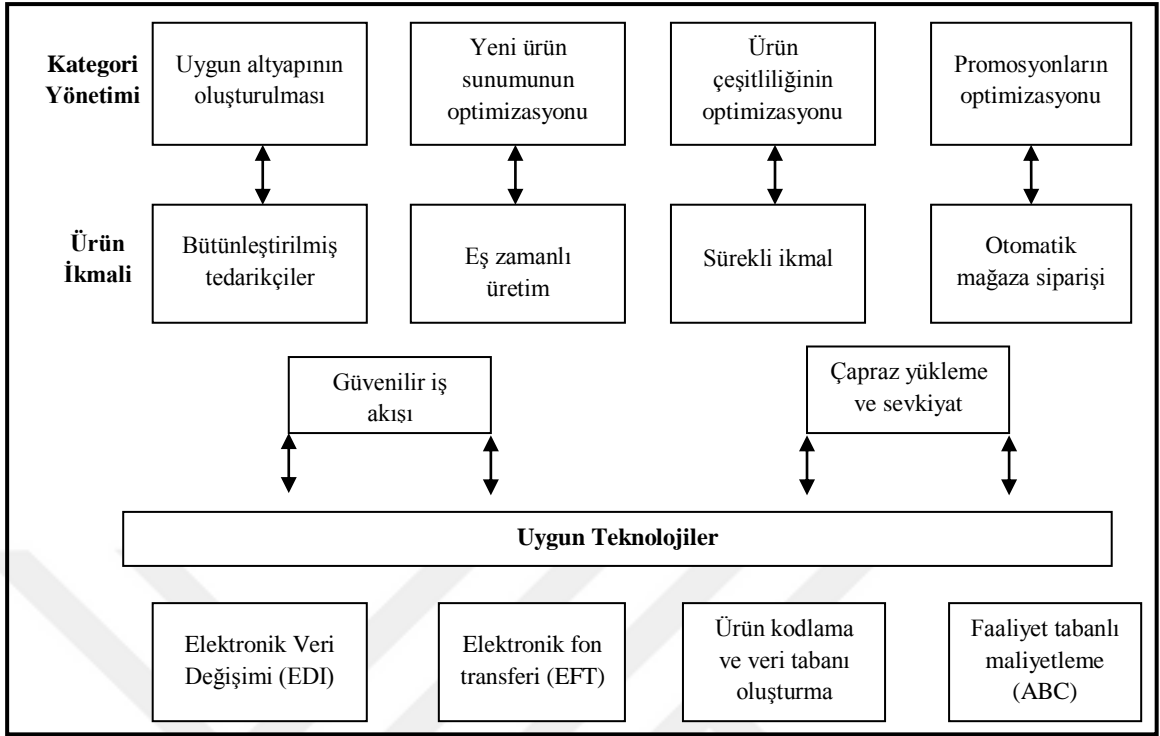 Kategori
Yönetimi
Uygun altyapının
oluşturulması
Yeni ürün
sunumunun
optimizasyonu
Ürün
çeşitliliğinin
optimizasyonu
Promosyonların
optimizasyonu
Ürün
İkmali
Bütünleştirilmiş
tedarikçiler
Eş zamanlı
üretim
Sürekli ikmal
Otomatik
mağaza siparişi
Güvenilir iş
akışı
Çapraz yükleme
ve sevkiyat
Uygun Teknolojiler
Elektronik Veri
Değişimi (EDI)
Elektronik fon
transferi (EFT)
Ürün kodlama
ve veri tabanı
oluşturma
Faaliyet tabanlı
maliyetleme
(ABC)